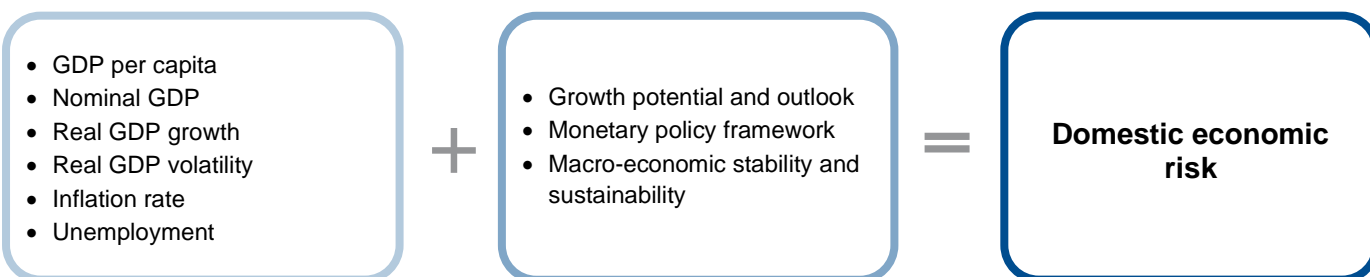 • GDP per capita
• Nominal GDP
• Real GDP growth
• Real GDP volatility
• Inflation rate
• Unemployment
+
• Growth potential and outlook
• Monetary policy framework
• Macro-economic stability and
sustainability
=
Domestic economic
risk